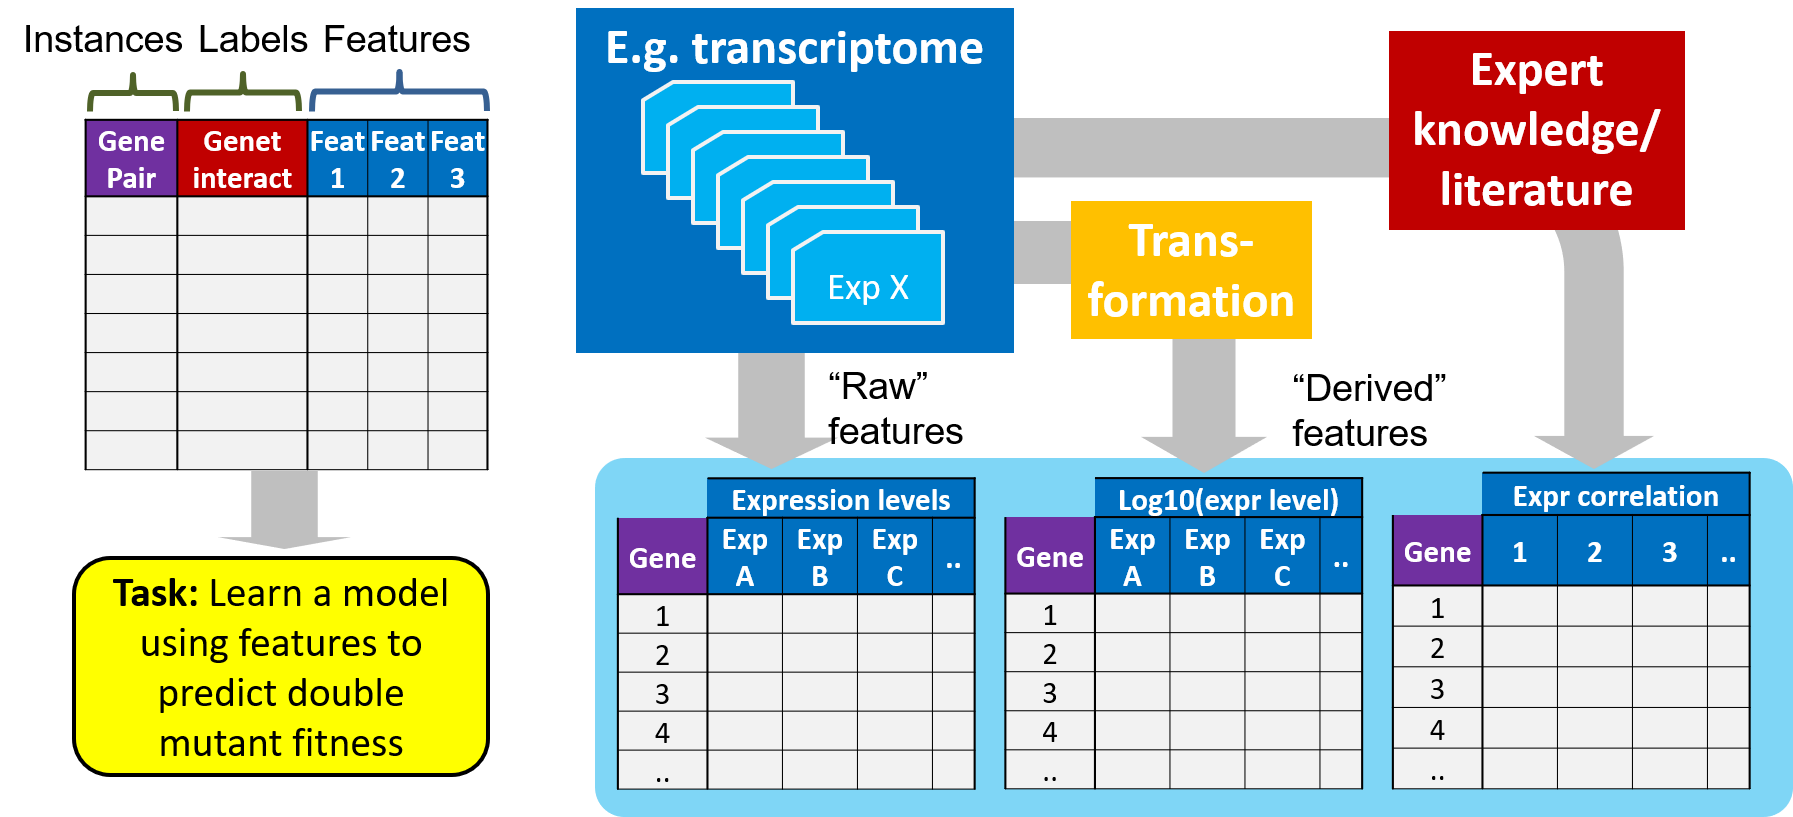 Instances Labels Features
Gene Pair
Genet interact
Feat 1
Feat 2
Feat 3
Task: Learn a model
using features to
predict double
mutant fitness
E.g. transcriptome
Exp X
Expert
knowledge/
literature
Trans-
formation
“Raw”
features
“Derived”
features
Expression levels
Gene
Exp A
Exp B
Exp C
..
1
2
3
4
..
Log10(expr level)
Gene
Exp A
Exp B
Exp C
..
1
2
3
4
..
Expr correlation
Gene
1
2
3
..
1
2
3
4
..